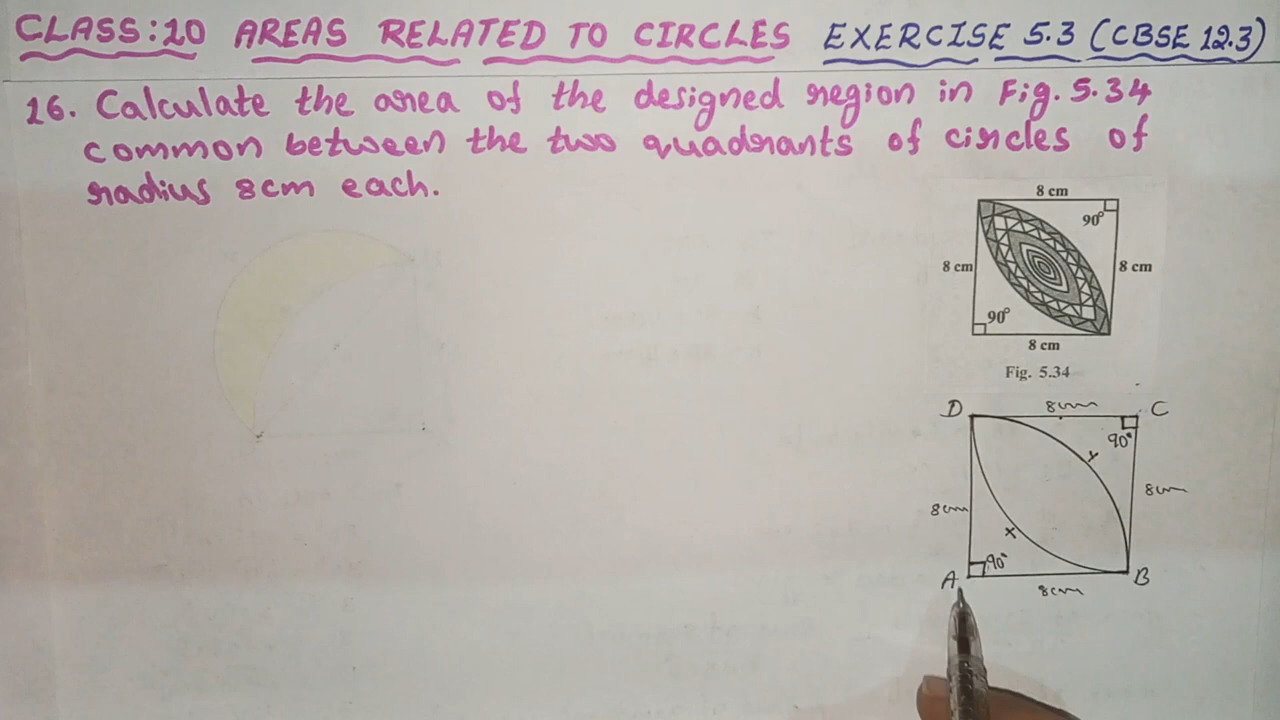 CLASS:10 AREAS RELATED TO CIRCLES EXERCISE 5.3 (CBSE 12.3)
16. Calculate the area of the designed region in Fig. 5.34
common between the two quadrants of circles of
radius 8cm each.
8 cm
90°
8 cm
8 cm
90°
8 cm
Fig. 5.34
D
8cm
C
90°
Y
8cm
8cm
X
90°
A
B
8cm